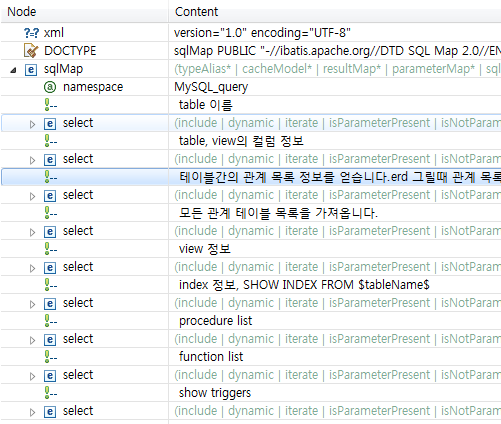 Node Content
?-? xml version="1.0" encoding="UTF-8"
DOCTYPE sqlMap PUBLIC "-//ibatis.apache.org//DTD SQL Map 2.0//EN
e sqlMap (typeAlias* | cacheModel* | resultMap* | parameterMap* | sql
a namespace MySQL_query
!-- table 이름
e select (include | dynamic | iterate | isParameterPresent | isNotParam
!-- table, view의 컬럼 정보
e select (include | dynamic | iterate | isParameterPresent | isNotParam
!-- 테이블간의 관계 목록 정보를 얻습니다.erd 그릴때 관계 목록
e select (include | dynamic | iterate | isParameterPresent | isNotParam
!-- 모든 관계 테이블 목록을 가져옵니다.
e select (include | dynamic | iterate | isParameterPresent | isNotParam
!-- view 정보
e select (include | dynamic | iterate | isParameterPresent | isNotParam
!-- index 정보, SHOW INDEX FROM $tableName$
e select (include | dynamic | iterate | isParameterPresent | isNotParam
!-- procedure list
e select (include | dynamic | iterate | isParameterPresent | isNotParam
!-- function list
e select (include | dynamic | iterate | isParameterPresent | isNotParam
!-- show triggers
e select (include | dynamic | iterate | isParameterPresent | isNotParam